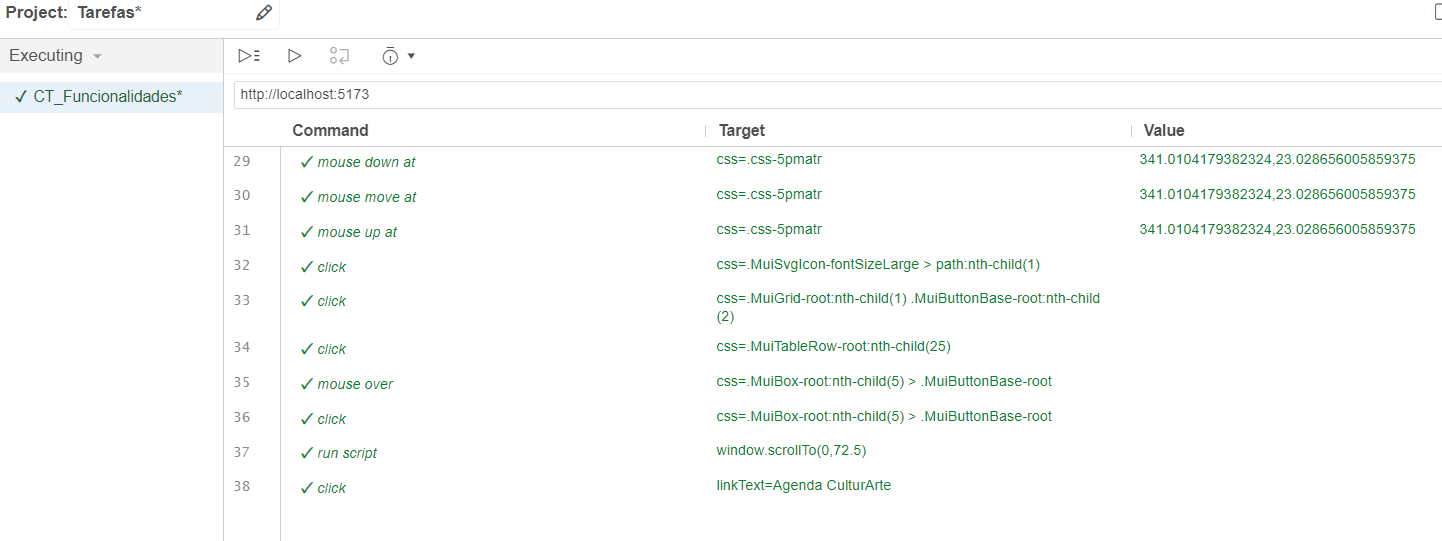 Project: Tarefas*
Executing
CT_Funcionalidades*
http://localhost:5173
Command Target Value
29 mouse down at css=.css-5pmatr 341.0104179382324,23.028656005859375
30 mouse move at css=.css-5pmatr 341.0104179382324,23.028656005859375
31 mouse up at css=.css-5pmatr 341.0104179382324,23.028656005859375
32 click css=.MuiSvgIcon-fontSizeLarge > path:nth-child(1)
33 click css=.MuiGrid-root:nth-child(1) .MuiButtonBase-root:nth-child
(2)
34 click css=.MuiTableRow-root:nth-child(25)
35 mouse over css=.MuiBox-root:nth-child(5) > .MuiButtonBase-root
36 click css=.MuiBox-root:nth-child(5) > .MuiButtonBase-root
37 run script window.scrollTo(0,72.5)
38 click linkText=Agenda CulturArte